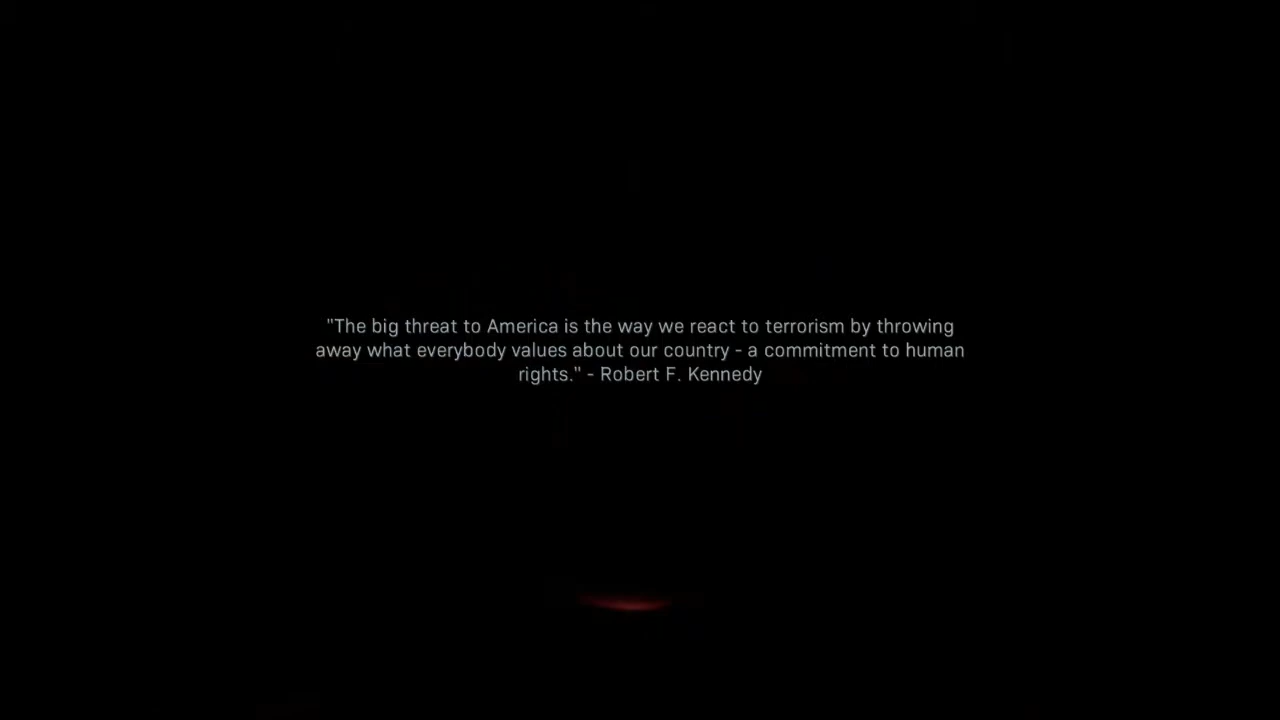 "The big threat to America is the way we react to terrorism by throwing
away what everybody values about our country - a commitment to human
rights." - Robert F. Kennedy